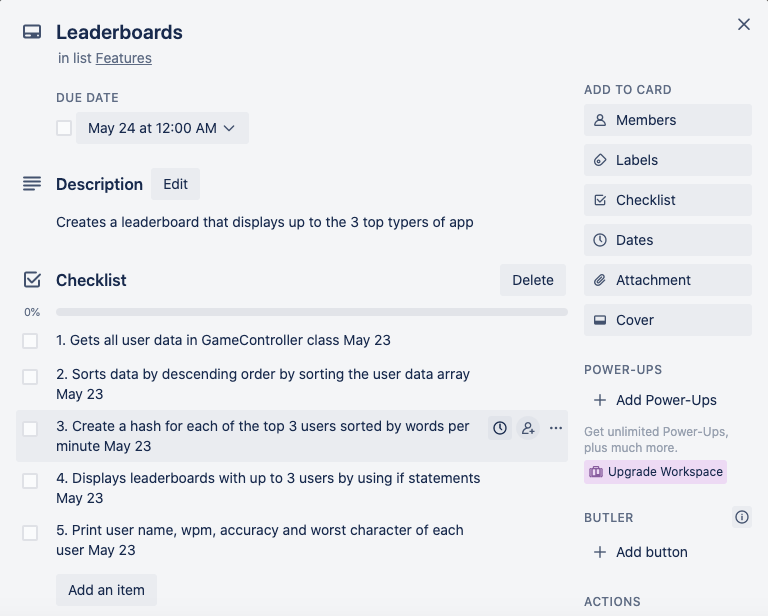 Leaderboards
in list Features
DUE DATE
May 24 at 12:00 AM
Description
Edit
Creates a leaderboard that displays up to the 3 top typers of app
Checklist
Delete
0%
1. Gets all user data in GameController class May 23
2. Sorts data by descending order by sorting the user data array
May 23
3. Create a hash for each of the top 3 users sorted by words per
minute May 23
4. Displays leaderboards with up to 3 users by using if statements
May 23
5. Print user name, wpm, accuracy and worst character of each
user May 23
Add an item
ADD TO CARD
Members
Labels
Checklist
Dates
Attachment
Cover
POWER-UPS
Add Power-Ups
Get unlimited Power-Ups,
plus much more.
Upgrade Workspace
BUTLER
Add button
ACTIONS